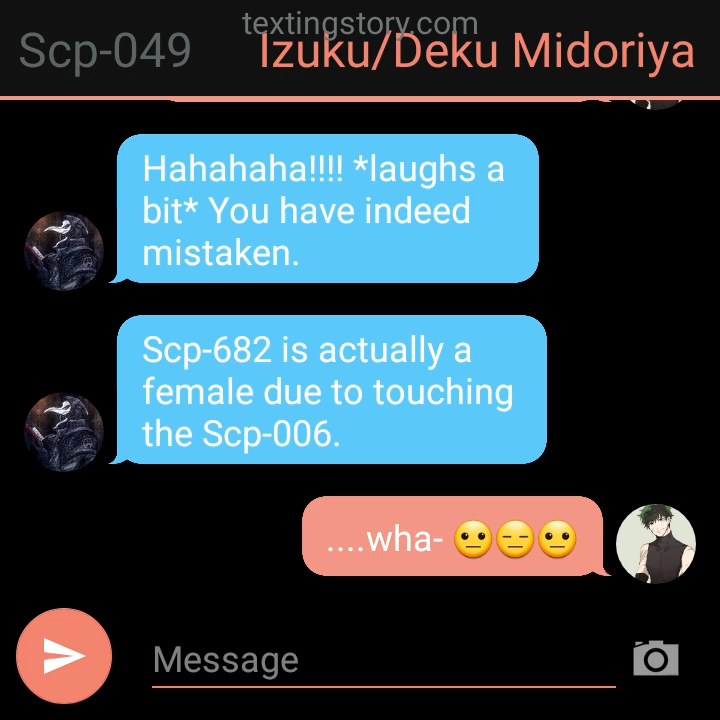 textingstory.com
Scp-049 Izuku/Deku Midoriya
Hahahaha!!!! *laughs a
bit* You have indeed
mistaken.
Scp-682 is actually a
female due to touching
the Scp-006.
....wha- 😐😑😐
Message